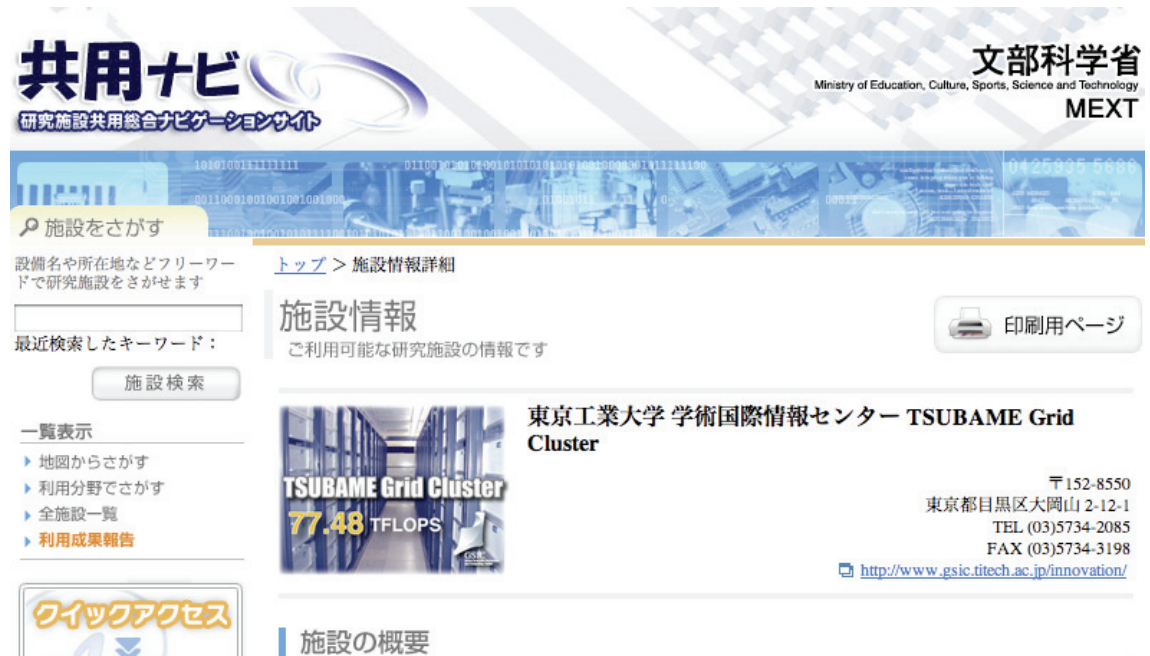 共用ナビ
研究施設共用総合ナビゲーションサイト
文部科学省
Ministry of Education, Culture, Sports, Science and Technology
MEXT
施設をさがす
設備名や所在地などフリーワー
ドで研究施設をさがせます
最近検索したキーワード：
施設検索
一覧表示
地図からさがす
利用分野でさがす
全施設一覧
利用成果報告
クイックアクセス
トップ > 施設情報詳細
施設情報
ご利用可能な研究施設の情報です
印刷用ページ
TSUBAME Grid Cluster
77.48 TFLOPS
GSIC
東京工業大学 学術国際情報センター TSUBAME Grid
Cluster
〒152-8550
東京都目黒区大岡山 2-12-1
TEL (03)5734-2085
FAX (03)5734-3198
http://www.gsic.titech.ac.jp/innovation/
施設の概要